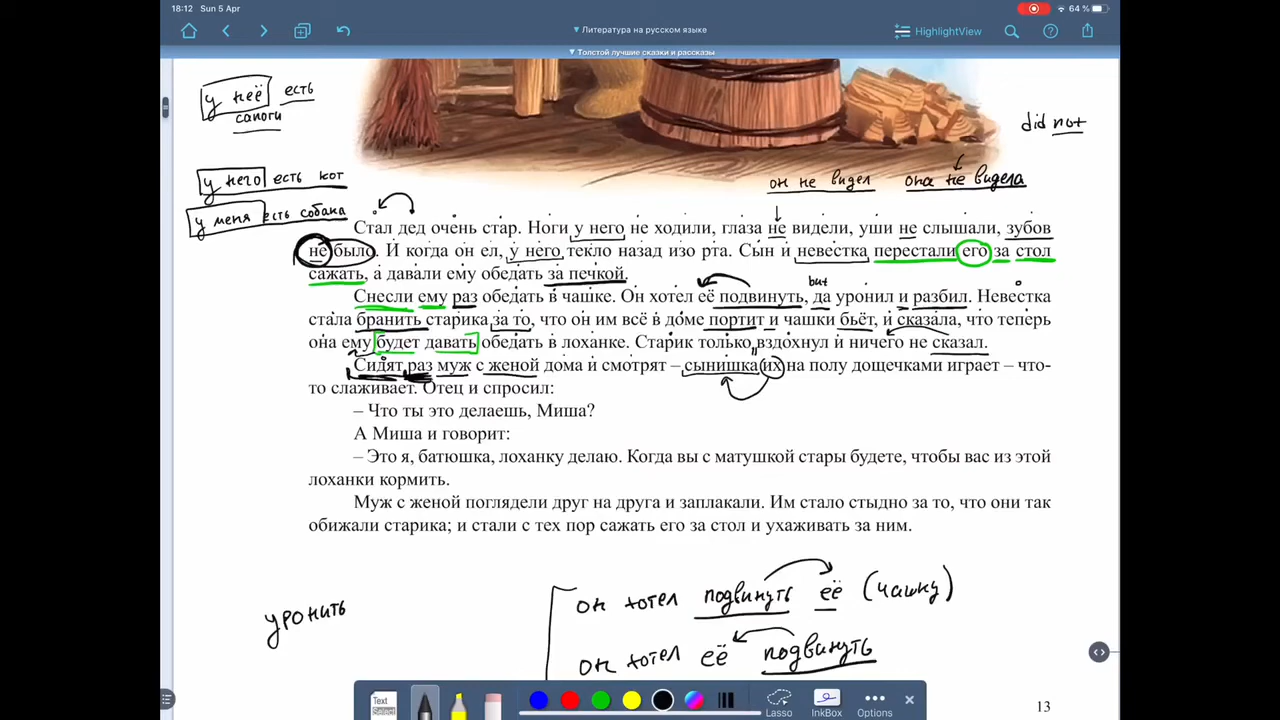 18:12 Sun 5 Apr
64 %
Литература на русском языке
HighlightView
Толстой лучшие сказки и рассказы
у неё есть
сапоги
did not
у него есть кот
он не видел она не видела
у меня есть собака
Стал дед очень стар. Ноги у него не ходили, глаза не видели, уши не слышали, зубов
не было. И когда он ел, у него текло назад изо рта. Сын и невестка перестали его за стол
сажать, а давали ему обедать за печкой.
but
Снесли ему раз обедать в чашке. Он хотел её подвинуть, да уронил и разбил. Невестка
стала бранить старика за то, что он им всё в доме портит и чашки бьёт, и сказала, что теперь
она ему будет давать обедать в лоханке. Старик только вздохнул и ничего не сказал.
Сидят раз муж с женой дома и смотрят – сынишка их на полу дощечками играет – что-
то слаживает. Отец и спросил:
– Что ты это делаешь, Миша?
А Миша и говорит:
– Это я, батюшка, лоханку делаю. Когда вы с матушкой стары будете, чтобы вас из этой
лоханки кормить.
Муж с женой поглядели друг на друга и заплакали. Им стало стыдно за то, что они так
обижали старика; и стали с тех пор сажать его за стол и ухаживать за ним.
он хотел подвинуть её (чашку)
уронить
он хотел её подвинуть
Text
Lasso
InkBox
Options
13